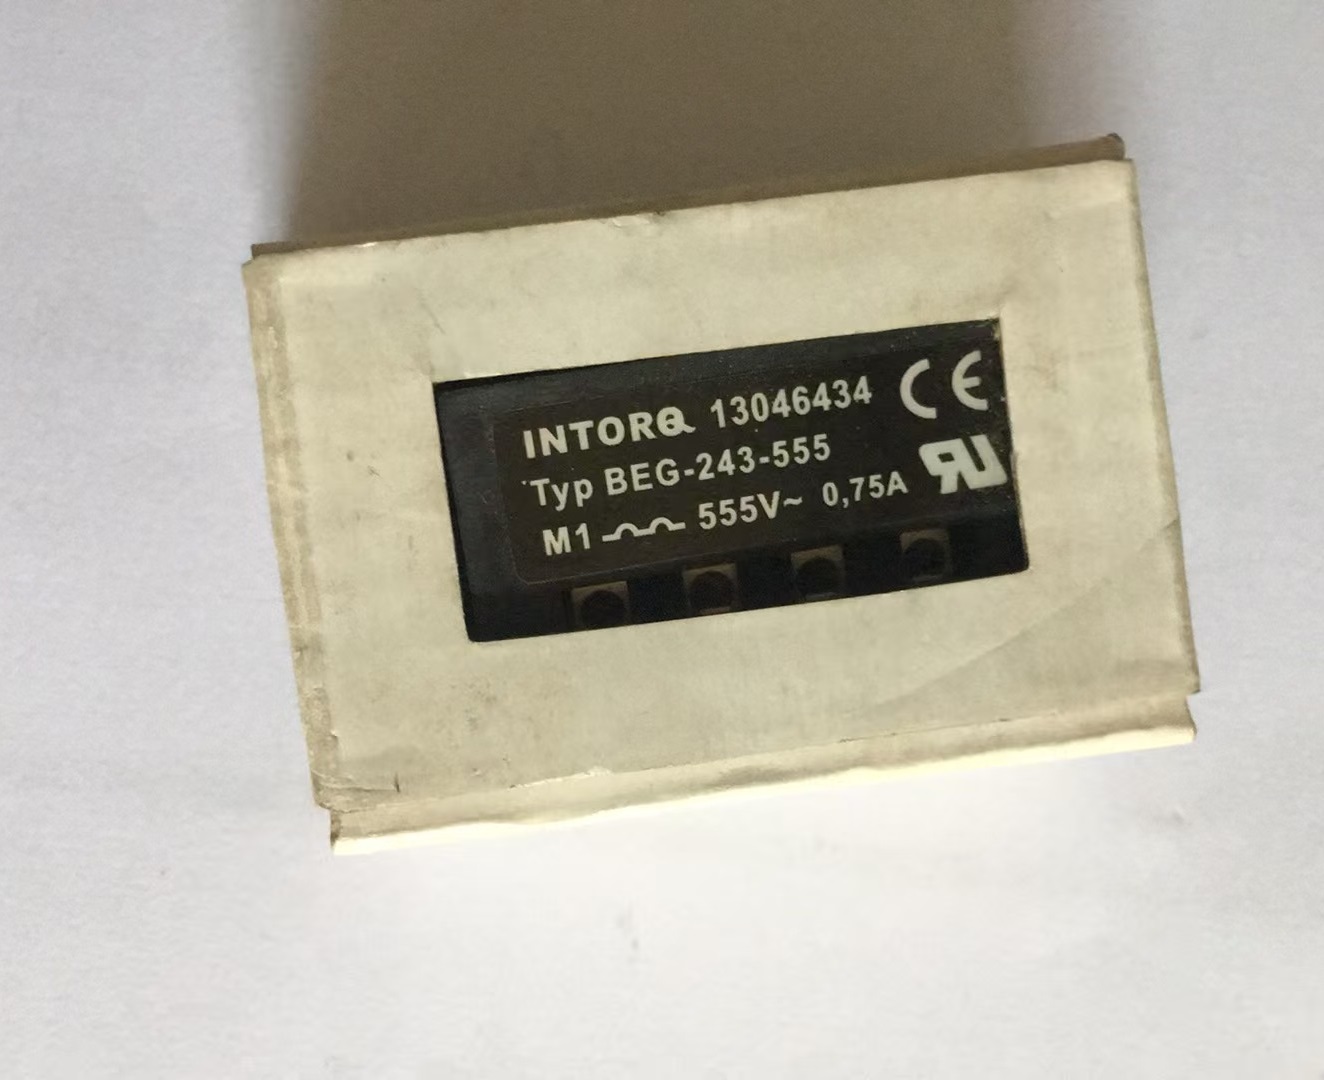 INTORQ 13046434 CE
Typ BEG-243-555
M1 555V~ 0,75A